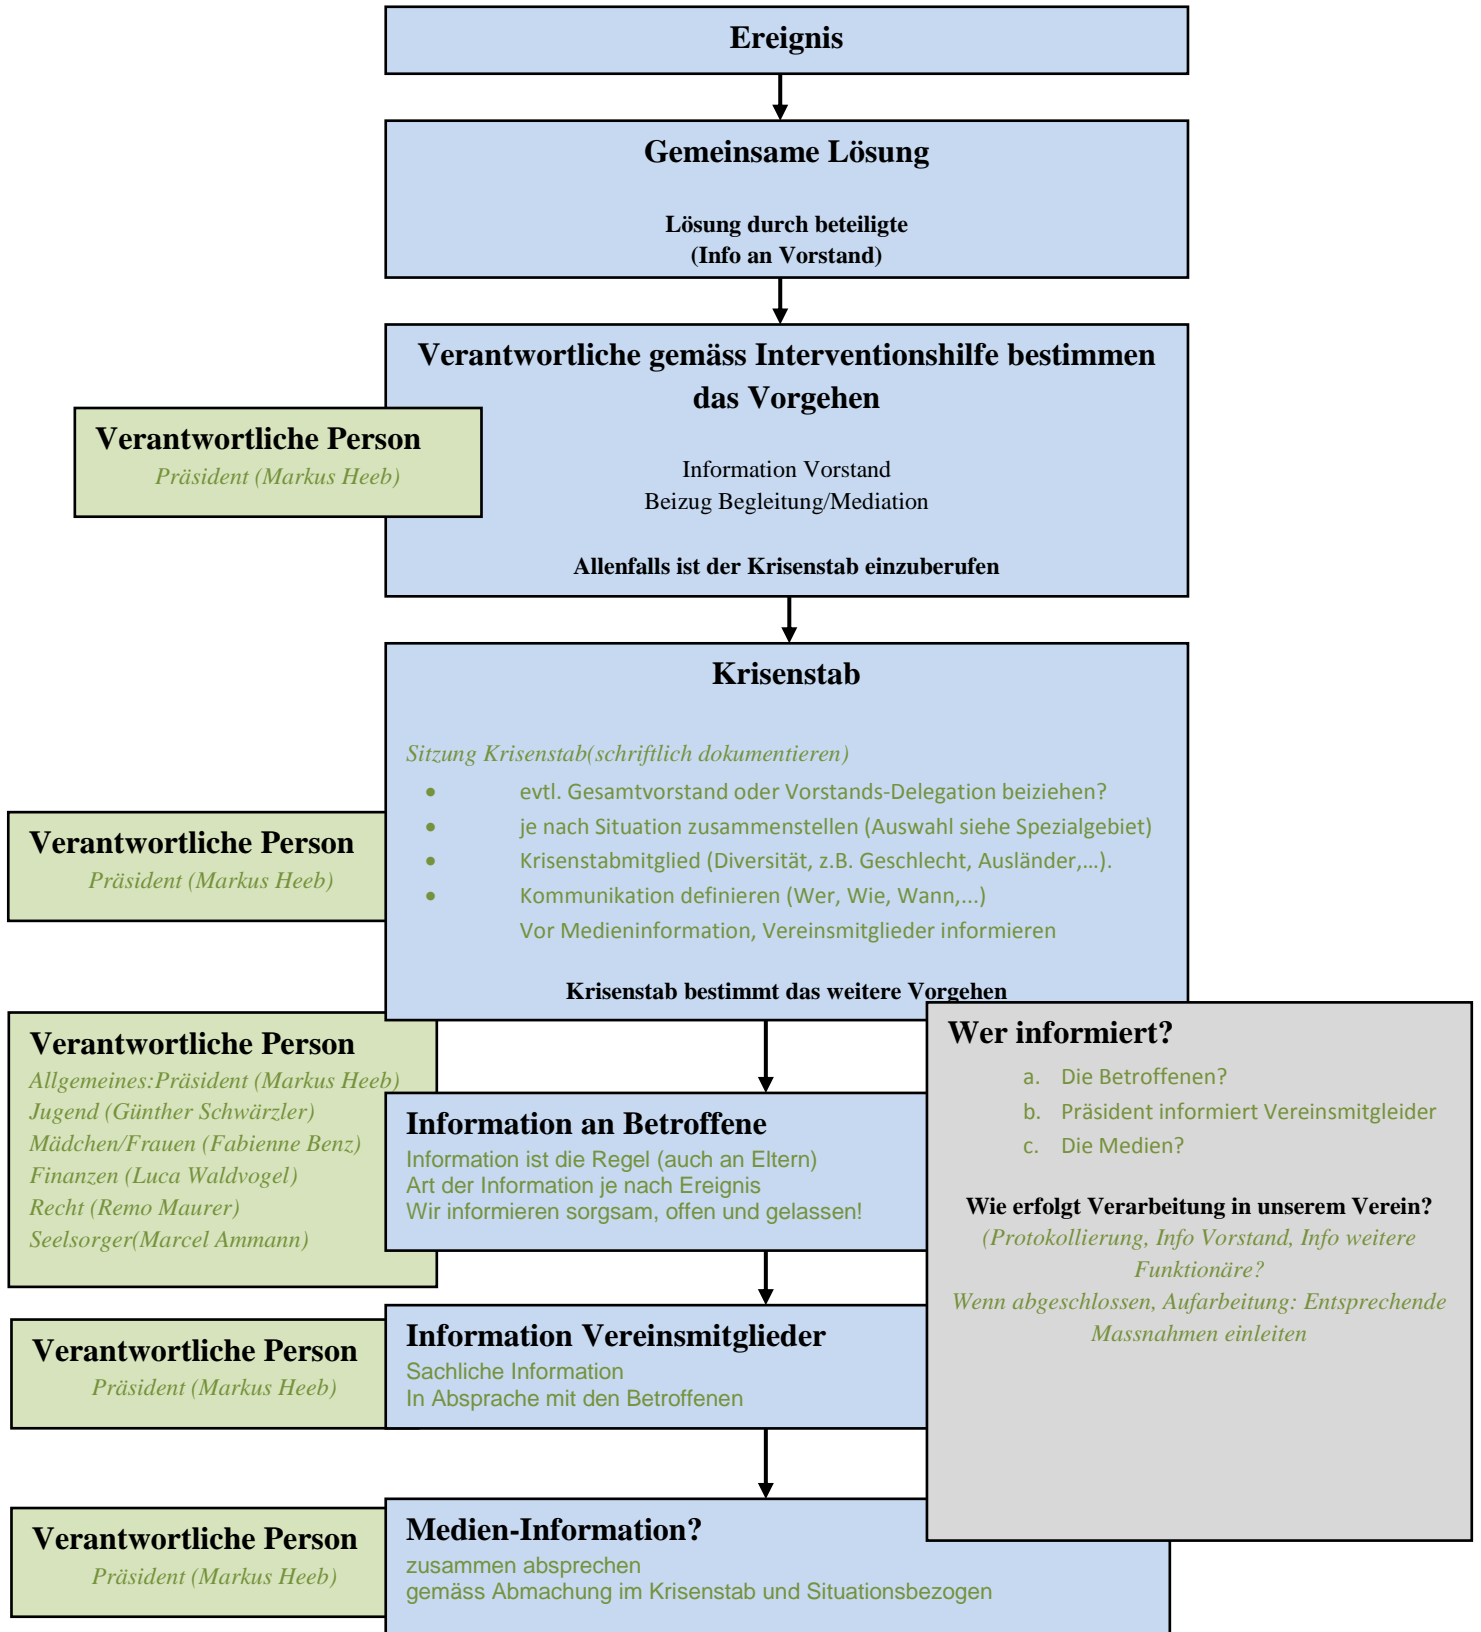 Ereignis
Gemeinsame Lösung
Lösung durch beteiligte
(Info an Vorstand)
Verantwortliche gemäss Interventionshilfe bestimmen
das Vorgehen
Information Vorstand
Beizug Begleitung/Mediation
Allenfalls ist der Krisenstab einzuberufen
Verantwortliche Person
Präsident (Markus Heeb)
Krisenstab
Sitzung Krisenstab(schriftlich dokumentieren)
• evtl. Gesamtvorstand oder Vorstands-Delegation beiziehen?
• je nach Situation zusammenstellen (Auswahl siehe Spezialgebiet)
• Krisenstabmitglied (Diversität, z.B. Geschlecht, Ausländer,...).
• Kommunikation definieren (Wer, Wie, Wann,...)
Vor Medieninformation, Vereinsmitglieder informieren
Krisenstab bestimmt das weitere Vorgehen
Verantwortliche Person
Präsident (Markus Heeb)
Verantwortliche Person
Allgemeines:Präsident (Markus Heeb)
Jugend (Günther Schwärzler)
Mädchen/Frauen (Fabienne Benz)
Finanzen (Luca Waldvogel)
Recht (Remo Maurer)
Seelsorger(Marcel Ammann)
Information an Betroffene
Information ist die Regel (auch an Eltern)
Art der Information je nach Ereignis
Wir informieren sorgsam, offen und gelassen!
Wer informiert?
a. Die Betroffenen?
b. Präsident informiert Vereinsmitgleider
c. Die Medien?
Wie erfolgt Verarbeitung in unserem Verein?
(Protokollierung, Info Vorstand, Info weitere
Funktionäre?
Wenn abgeschlossen, Aufarbeitung: Entsprechende
Massnahmen einleiten
Verantwortliche Person
Präsident (Markus Heeb)
Information Vereinsmitglieder
Sachliche Information
In Absprache mit den Betroffenen
Verantwortliche Person
Präsident (Markus Heeb)
Medien-Information?
zusammen absprechen
gemäss Abmachung im Krisenstab und Situationsbezogen